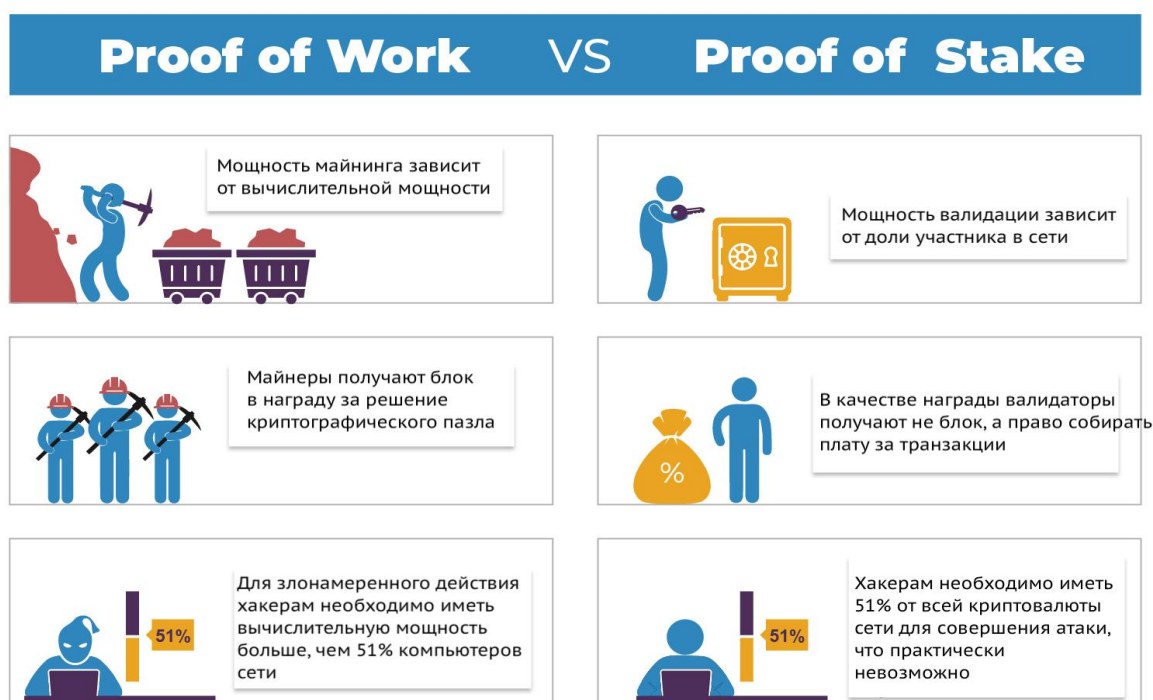 Proof of Work VS Proof of Stake
Мощность майнинга зависит
от вычислительной мощности
Мощность валидации зависит
от доли участника в сети
Майнеры получают блок
в награду за решение
криптографического пазла
В качестве награды валидаторы
получают не блок, а право собирать
плату за транзакции
%
Для злонамеренного действия
хакерам необходимо иметь
вычислительную мощность
больше, чем 51% компьютеров
сети
51%
Хакерам необходимо иметь
51% от всей криптовалюты
сети для совершения атаки,
что практически
невозможно
51%